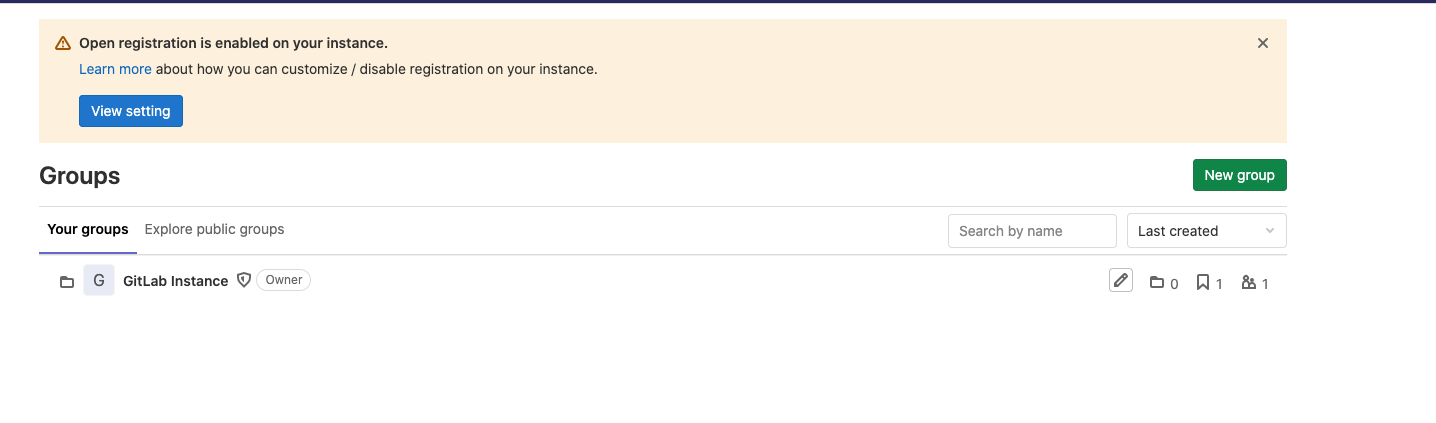 Open registration is enabled on your instance.
Learn more about how you can customize / disable registration on your instance.
View setting
Groups
New group
Your groups
Explore public groups
Search by name
Last created
G
GitLab Instance
Owner
0
1
1